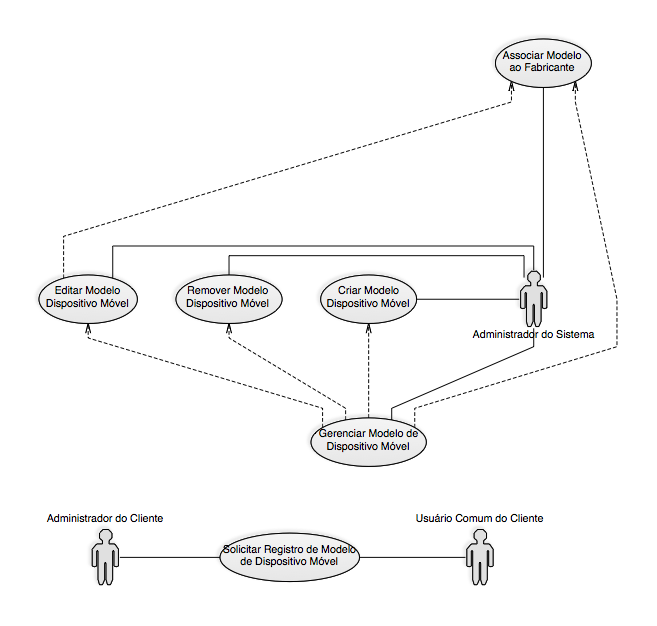 Associar Modelo
ao Fabricante
Editar Modelo
Dispositivo Móvel
Remover Modelo
Dispositivo Móvel
Criar Modelo
Dispositivo Móvel
Administrador do Sistema
Gerenciar Modelo de
Dispositivo Móvel
Administrador do Cliente
Usuário Comum do Cliente
Solicitar Registro de Modelo
de Dispositivo Móvel